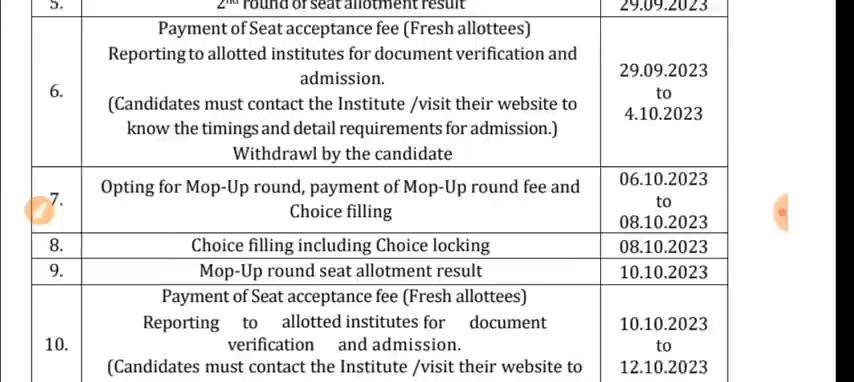 5.
2nd round of seat allotment result
29.09.2023
Payment of Seat acceptance fee (Fresh allottees)
Reporting to allotted institutes for document verification and
admission.
(Candidates must contact the Institute /visit their website to
know the timings and detail requirements for admission.)
Withdrawl by the candidate
6.
29.09.2023
to
4.10.2023
7.
Opting for Mop-Up round, payment of Mop-Up round fee and
Choice filling
06.10.2023
to
08.10.2023
8.
Choice filling including Choice locking
08.10.2023
9.
Mop-Up round seat allotment result
10.10.2023
10.
Payment of Seat acceptance fee (Fresh allottees)
Reporting to allotted institutes for document
verification and admission.
(Candidates must contact the Institute /visit their website to
10.10.2023
to
12.10.2023